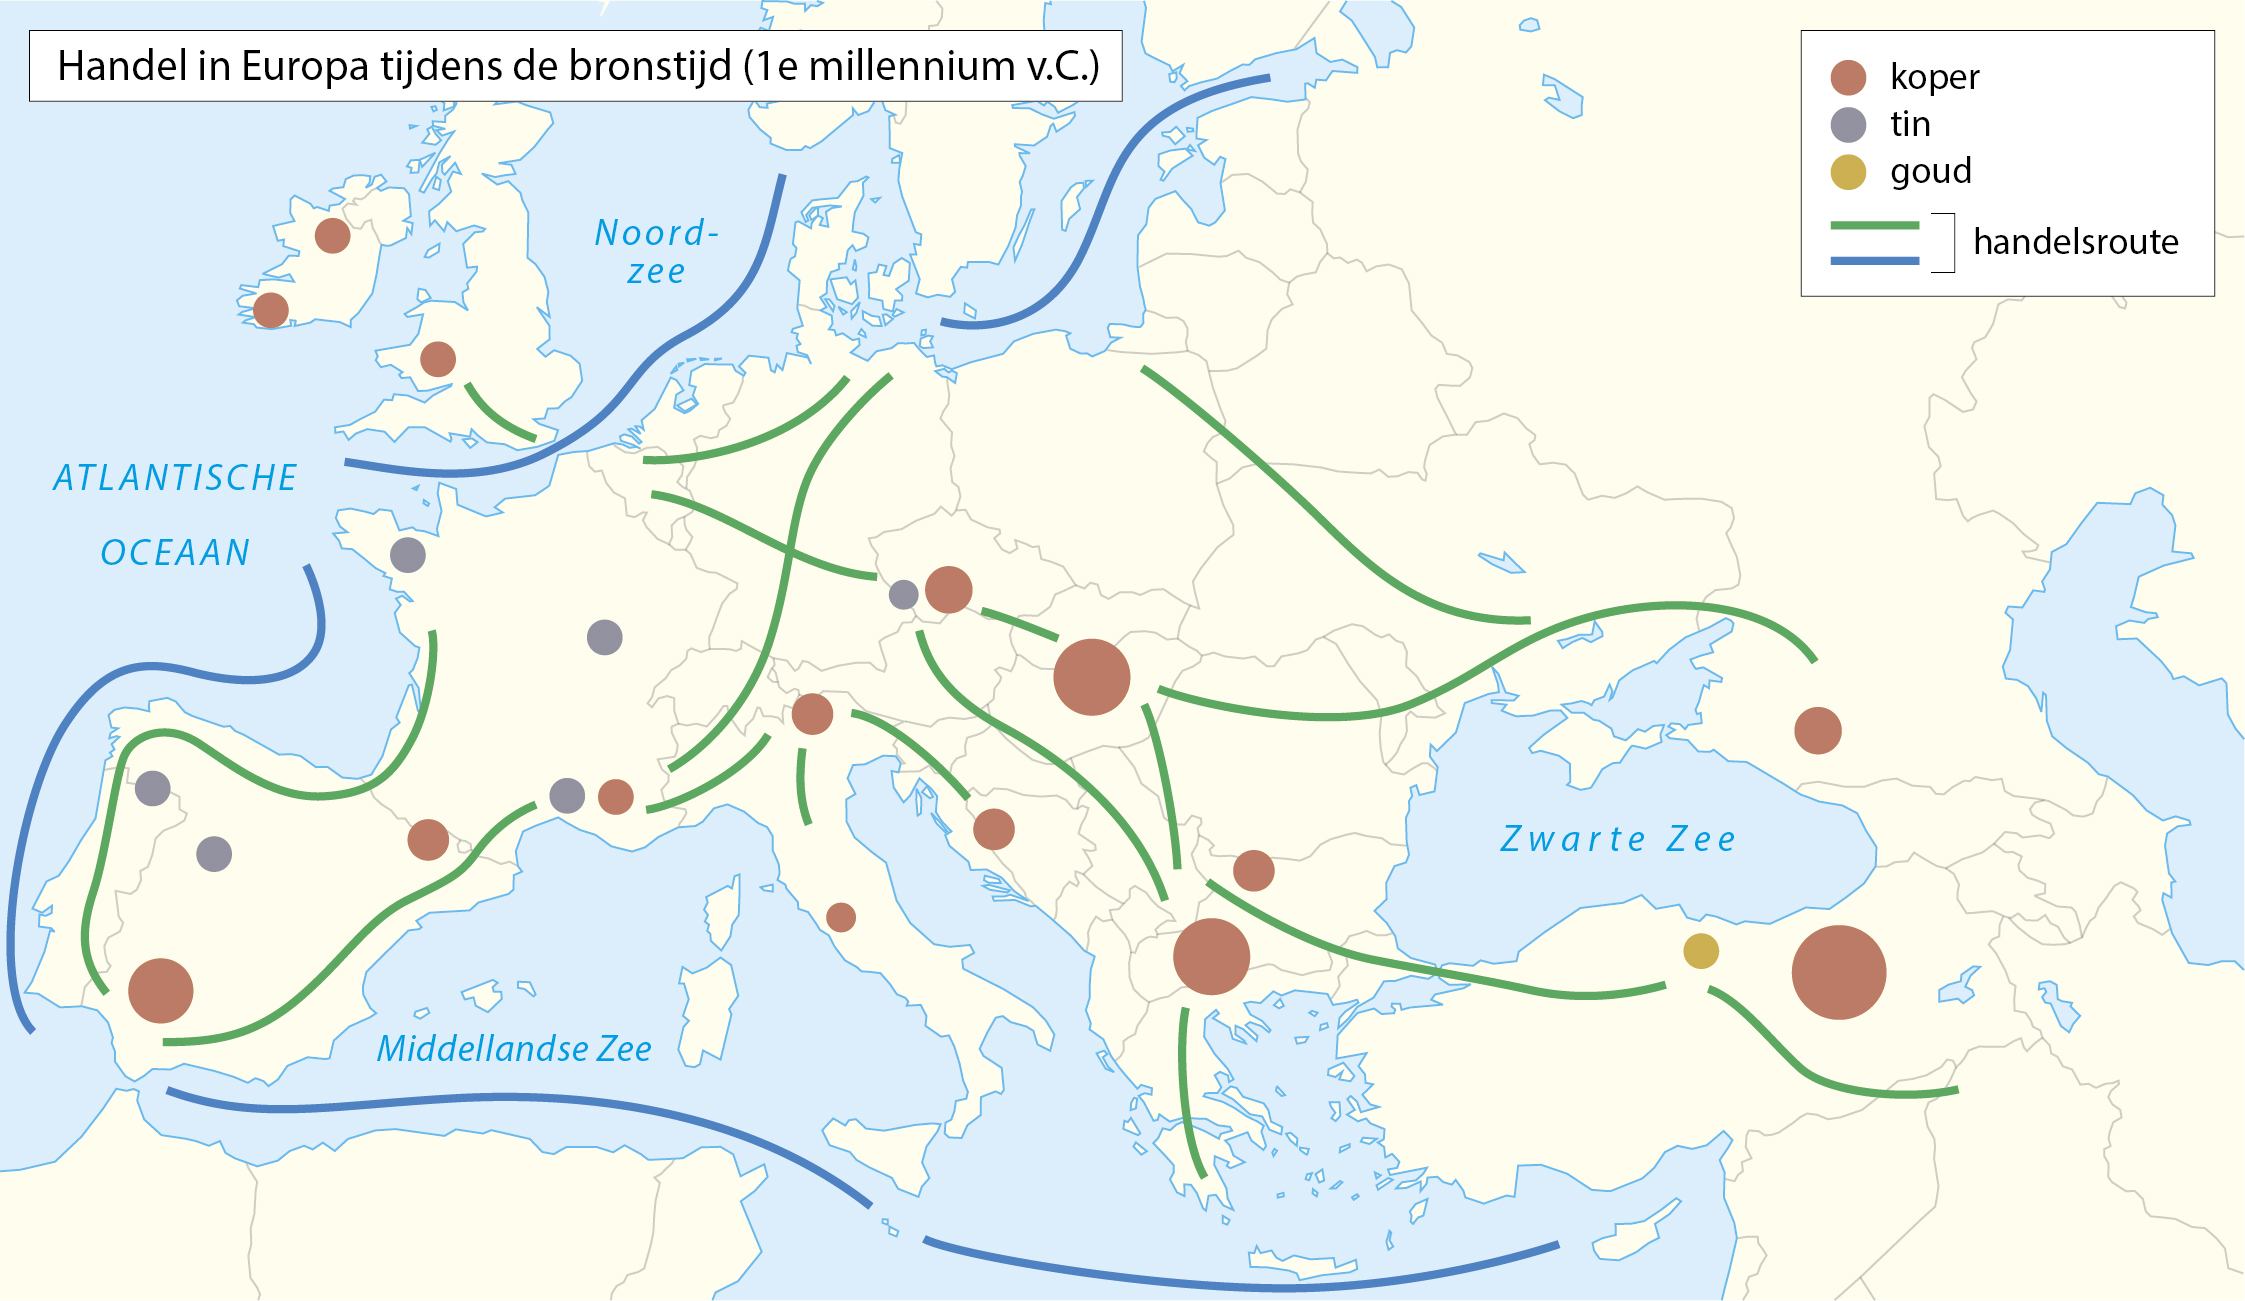 Handel in Europa tijdens de bronstijd (1e millennium v.C.)
koper
tin
goud
handelsroute
Noord-
zee
ATLANTISCHE
OCEAAN
Zwarte Zee
Middellandse Zee